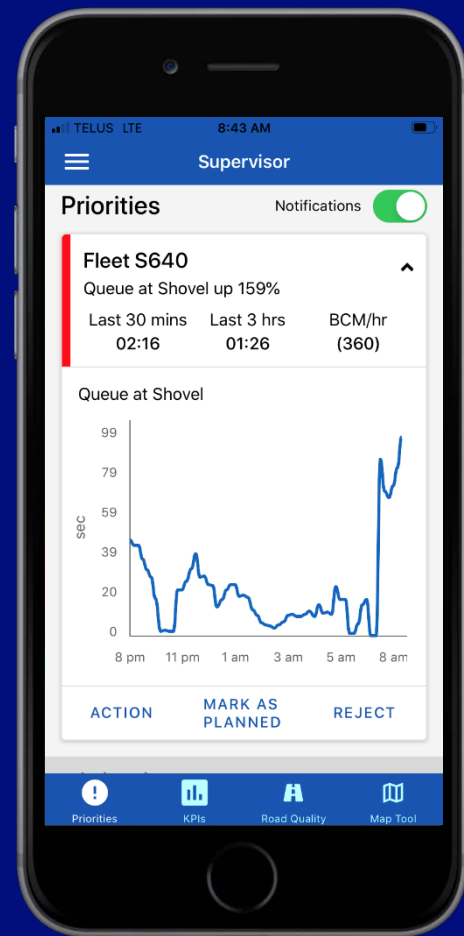 TELUS LTE 8:43 AM
Supervisor
Priorities Notifications
Fleet S640
Queue at Shovel up 159%
Last 30 mins Last 3 hrs BCM/hr
02:16 01:26 (360)
Queue at Shovel
99
79
59
39
20
0
sec
8 pm 11 pm 1 am 3 am 5 am 8 am
ACTION MARK AS PLANNED REJECT
Priorities KPIs Road Quality Map Tool